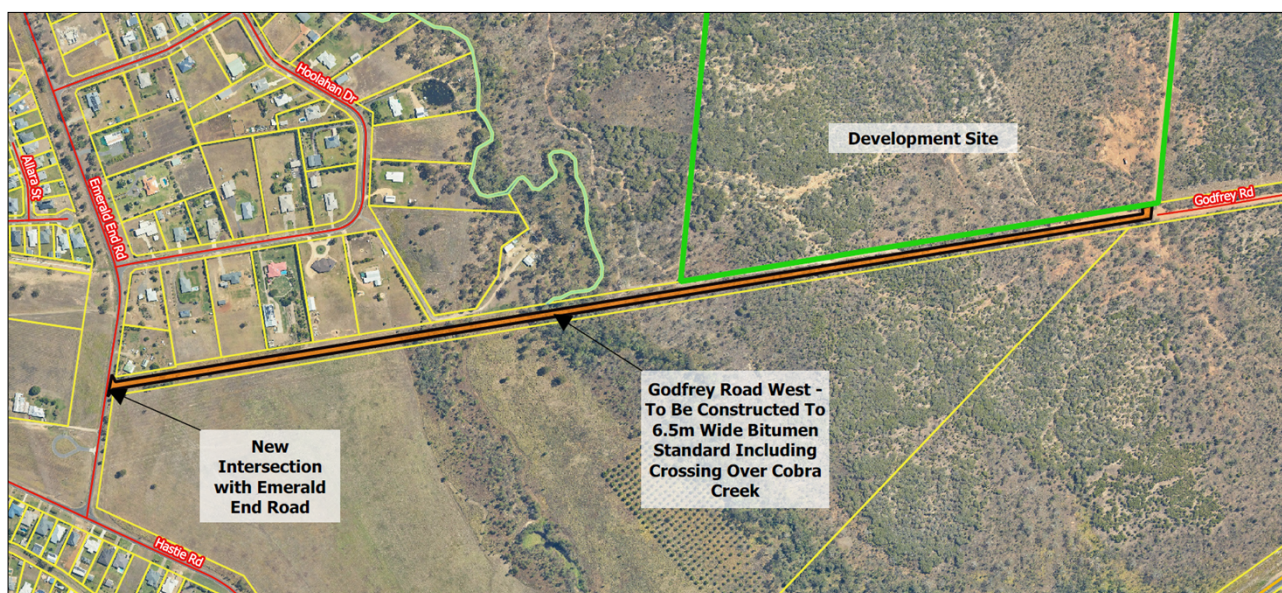 Hoolahan Dr
Allara St
Emerald End Rd
Development Site
Godfrey Rd
Godfrey Road West -
To Be Constructed To
6.5m Wide Bitumen
Standard Including
Crossing Over Cobra
Creek
New
Intersection
with Emerald
End Road
Hastie Rd